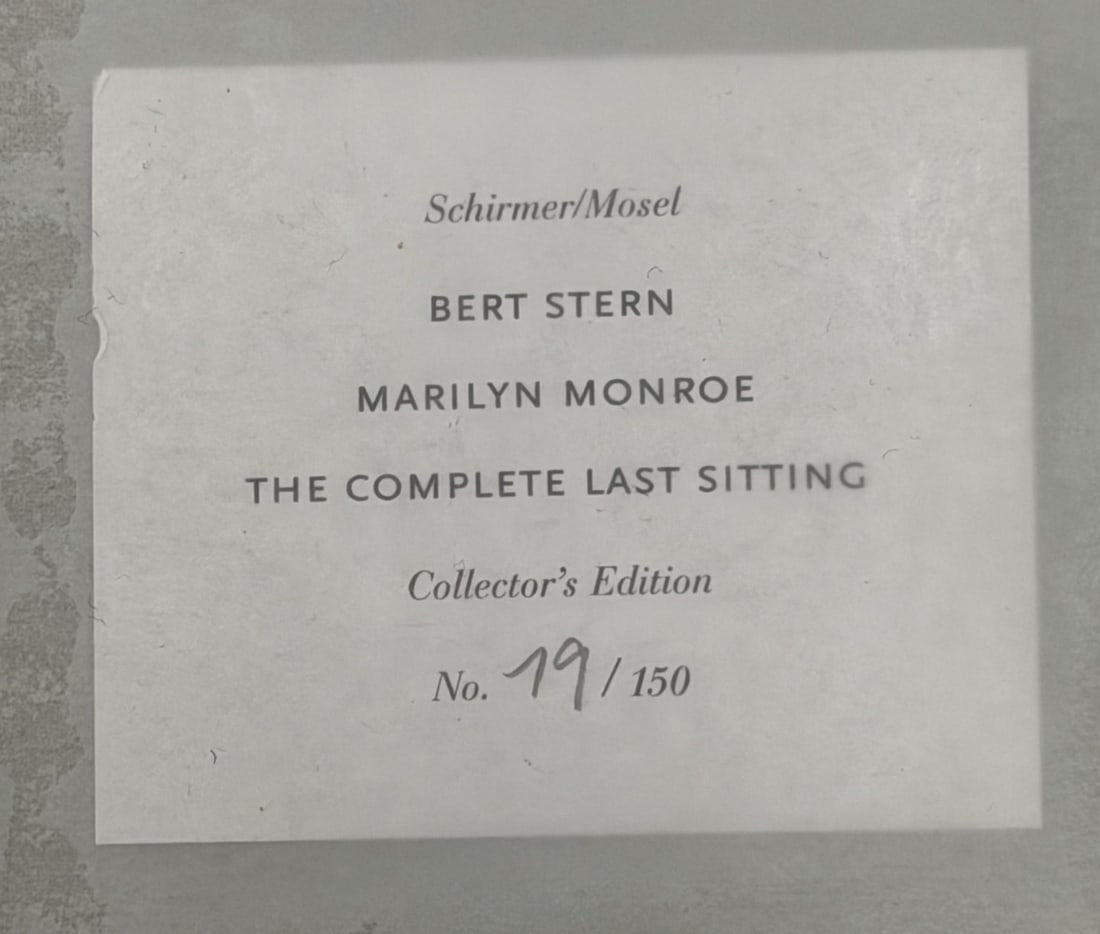 Schirmer/Mosel
BERT STERN
MARILYN MONROE
THE COMPLETE LAST SITTING
Collector’s Edition
No. 19 / 150